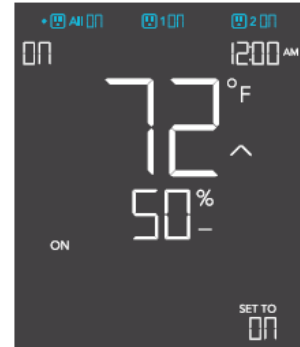 + All ON 1 ON 2 ON
ON 12:00 AM
72 °F
50 %
ON
SET TO
ON